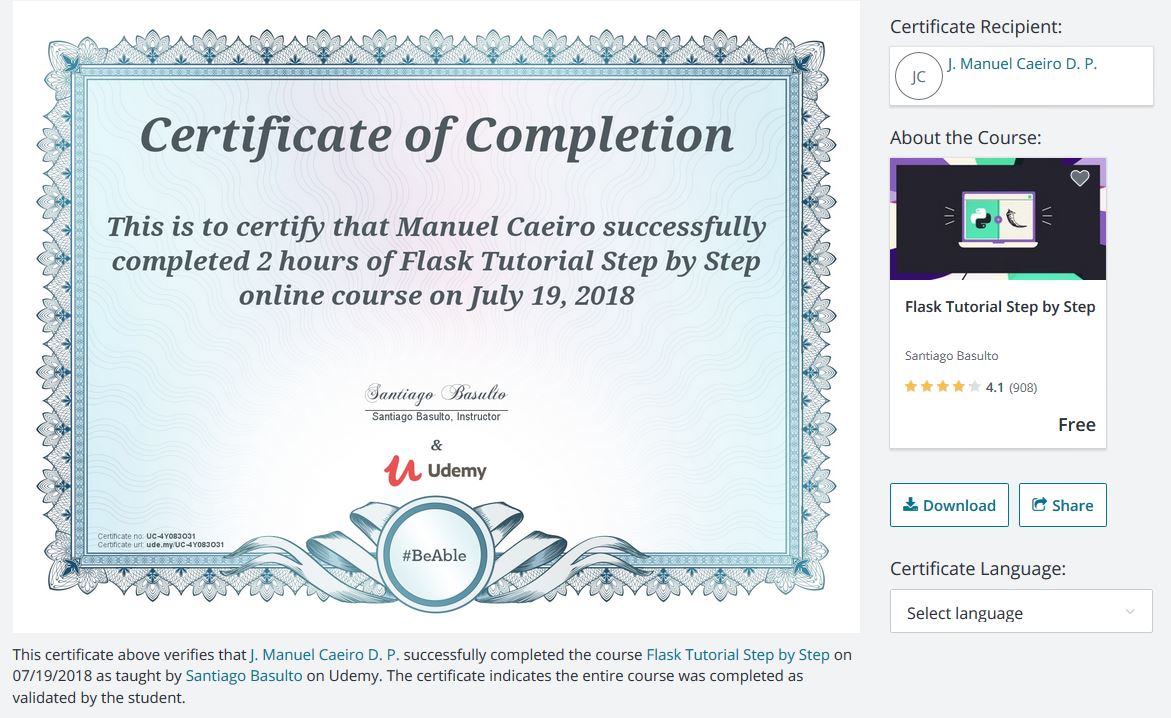 Certificate of Completion
This is to certify that Manuel Caeiro successfully
completed 2 hours of Flask Tutorial Step by Step
online course on July 19, 2018
Santiago Basulto
Santiago Basulto, Instructor
&
Udemy
#BeAble
Certificate no. UC-4Y083O31
Certificate url: ude.my/UC-4Y083O31
This certificate above verifies that J. Manuel Caeiro D. P. successfully completed the course Flask Tutorial Step by Step on
07/19/2018 as taught by Santiago Basulto on Udemy. The certificate indicates the entire course was completed as
validated by the student.
Certificate Recipient:
JC
J. Manuel Caeiro D. P.
About the Course:
Flask Tutorial Step by Step
Santiago Basulto
4.1 (908)
Free
Download
Share
Certificate Language:
Select language